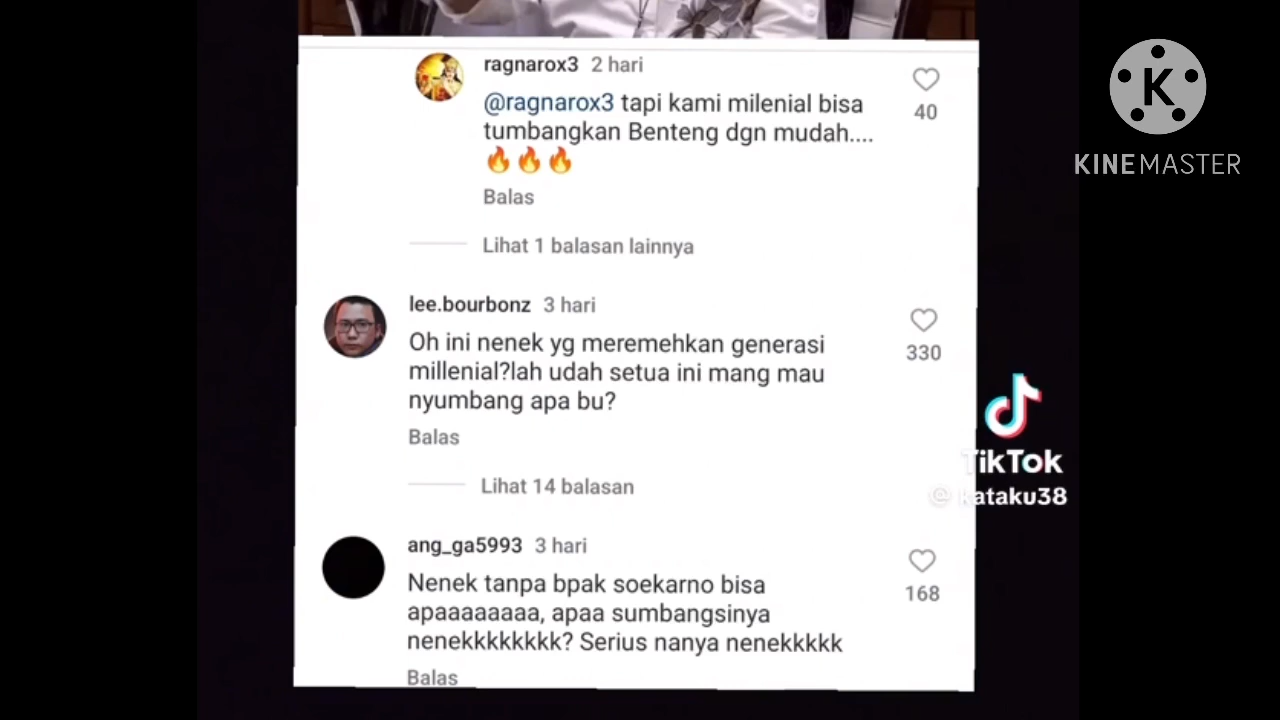 ragnarox3 2 hari
@ragnarox3 tapi kami milenial bisa
tumbangkan Benteng dgn mudah....
40
Balas
Lihat 1 balasan lainnya
lee.bourbonz 3 hari
Oh ini nenek yg meremehkan generasi
millenial?lah udah setua ini mang mau
nyumbang apa bu?
330
Balas
Lihat 14 balasan
ang_ga5993 3 hari
Nenek tanpa bpak soekarno bisa
apaaaaaaaa, apaa sumbangsinya
nenekkkkkkkk? Serius nanya nenekkkkk
168
Balas
K
KINEMASTER
TikTok
@kataku38